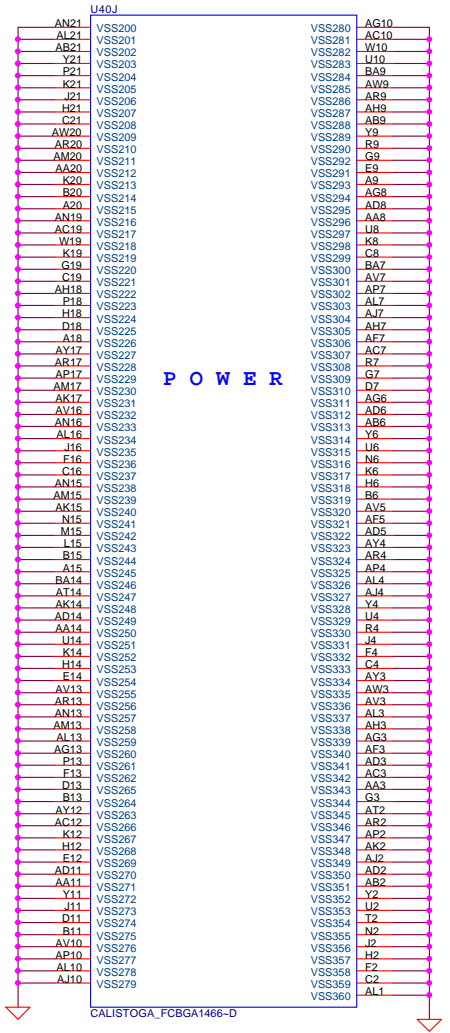 U40J
AN21 VSS200 VSS280 AG10
AL21 VSS201 VSS281 AC10
AB21 VSS202 VSS282 W10
Y21 VSS203 VSS283 U10
P21 VSS204 VSS284 BA9
K21 VSS205 VSS285 AW9
J21 VSS206 VSS286 AR9
H21 VSS207 VSS287 AH9
C21 VSS208 VSS288 AB9
AW20 VSS209 VSS289 Y9
AR20 VSS210 VSS290 R9
AM20 VSS211 VSS291 G9
AA20 VSS212 VSS292 E9
K20 VSS213 VSS293 A9
B20 VSS214 VSS294 AG8
A20 VSS215 VSS295 AD8
AN19 VSS216 VSS296 AA8
AC19 VSS217 VSS297 U8
W19 VSS218 VSS298 K8
K19 VSS219 VSS299 C8
G19 VSS220 VSS300 BA7
C19 VSS221 VSS301 AV7
AH18 VSS222 VSS302 AP7
P18 VSS223 VSS303 AL7
H18 VSS224 VSS304 AJ7
D18 VSS225 VSS305 AH7
A18 VSS226 VSS306 AF7
AY17 VSS227 VSS307 AC7
AR17 VSS228 VSS308 R7
AP17 VSS229 VSS309 G7
P O W E R
AM17 VSS230 VSS310 D7
AK17 VSS231 VSS311 AG6
AV16 VSS232 VSS312 AD6
AN16 VSS233 VSS313 AB6
AL16 VSS234 VSS314 Y6
J16 VSS235 VSS315 U6
F16 VSS236 VSS316 N6
C16 VSS237 VSS317 K6
AN15 VSS238 VSS318 H6
AM15 VSS239 VSS319 B6
AK15 VSS240 VSS320 AV5
N15 VSS241 VSS321 AF5
M15 VSS242 VSS322 AD5
L15 VSS243 VSS323 AY4
B15 VSS244 VSS324 AR4
A15 VSS245 VSS325 AP4
BA14 VSS246 VSS326 AL4
AT14 VSS247 VSS327 AJ4
AK14 VSS248 VSS328 Y4
AD14 VSS249 VSS329 U4
AA14 VSS250 VSS330 R4
U14 VSS251 VSS331 J4
K14 VSS252 VSS332 F4
H14 VSS253 VSS333 C4
E14 VSS254 VSS334 AY3
AV13 VSS255 VSS335 AW3
AR13 VSS256 VSS336 AV3
AN13 VSS257 VSS337 AL3
AM13 VSS258 VSS338 AH3
AL13 VSS259 VSS339 AG3
AG13 VSS260 VSS340 AF3
P13 VSS261 VSS341 AD3
F13 VSS262 VSS342 AC3
D13 VSS263 VSS343 AA3
B13 VSS264 VSS344 G3
AY12 VSS265 VSS345 AT2
AC12 VSS266 VSS346 AR2
K12 VSS267 VSS347 AP2
H12 VSS268 VSS348 AK2
E12 VSS269 VSS349 AJ2
AD11 VSS270 VSS350 AD2
AA11 VSS271 VSS351 AB2
Y11 VSS272 VSS352 Y2
J11 VSS273 VSS353 U2
D11 VSS274 VSS354 T2
B11 VSS275 VSS355 N2
AV10 VSS276 VSS356 J2
AP10 VSS277 VSS357 H2
AL10 VSS278 VSS358 F2
AJ10 VSS279 VSS359 C2
VSS360 AL1
CALISTOGA_FCBGA1466~D